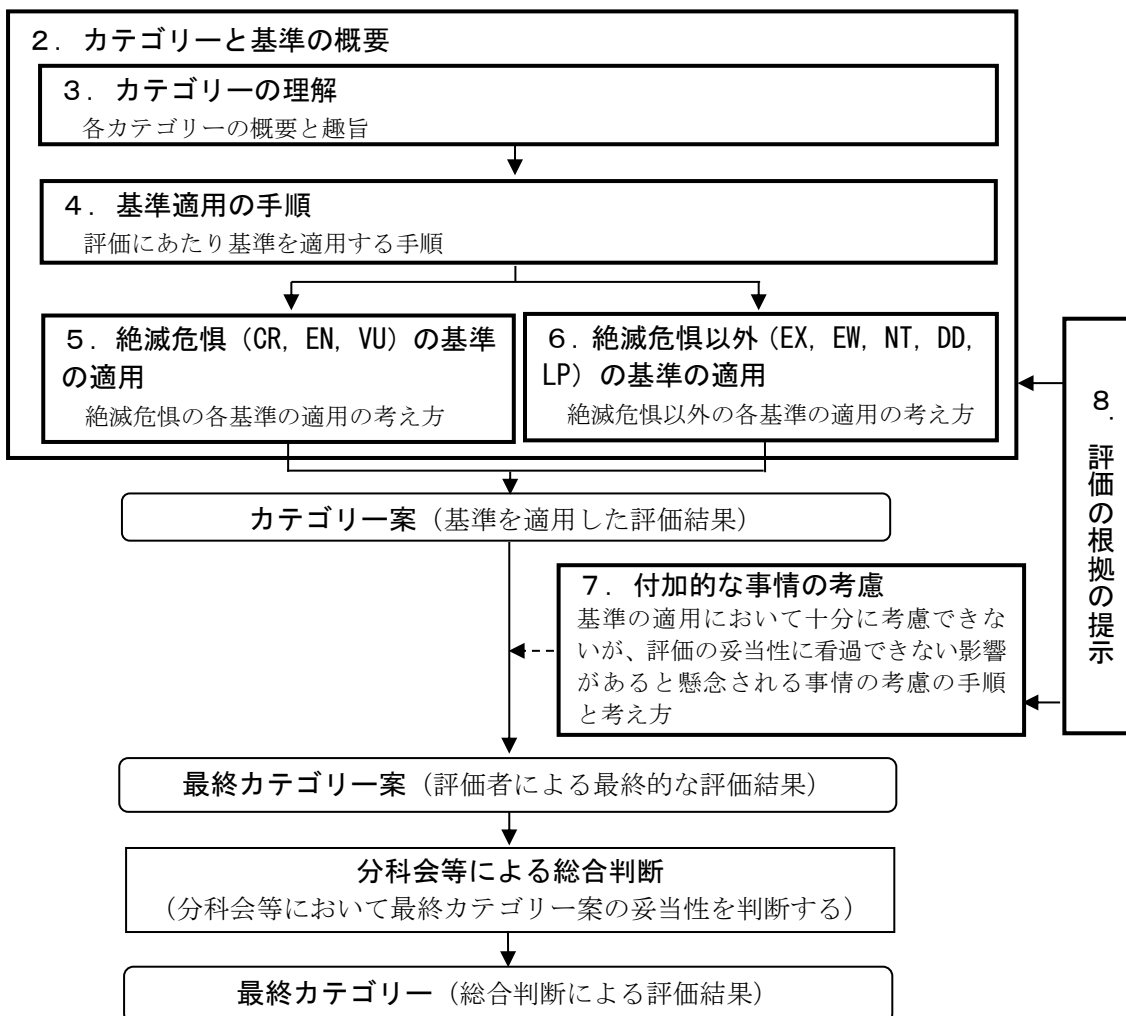 ２．カテゴリーと基準の概要
３．カテゴリーの理解
各カテゴリーの概要と趣旨
４．基準適用の手順
評価にあたり基準を適用する手順
５．絶滅危惧（CR, EN, VU）の基準
の適用
絶滅危惧の各基準の適用の考え方
６．絶滅危惧以外（EX, EW, NT, DD,
LP）の基準の適用
絶滅危惧以外の各基準の適用の考え方
８．評価の根拠の提示
カテゴリー案（基準を適用した評価結果）
７．付加的な事情の考慮
基準の適用において十分に考慮できな
いが、評価の妥当性に看過できない影響
があると懸念される事情の考慮の手順
と考え方
最終カテゴリー案（評価者による最終的な評価結果）
分科会等による総合判断
（分科会等において最終カテゴリー案の妥当性を判断する）
最終カテゴリー（総合判断による評価結果）